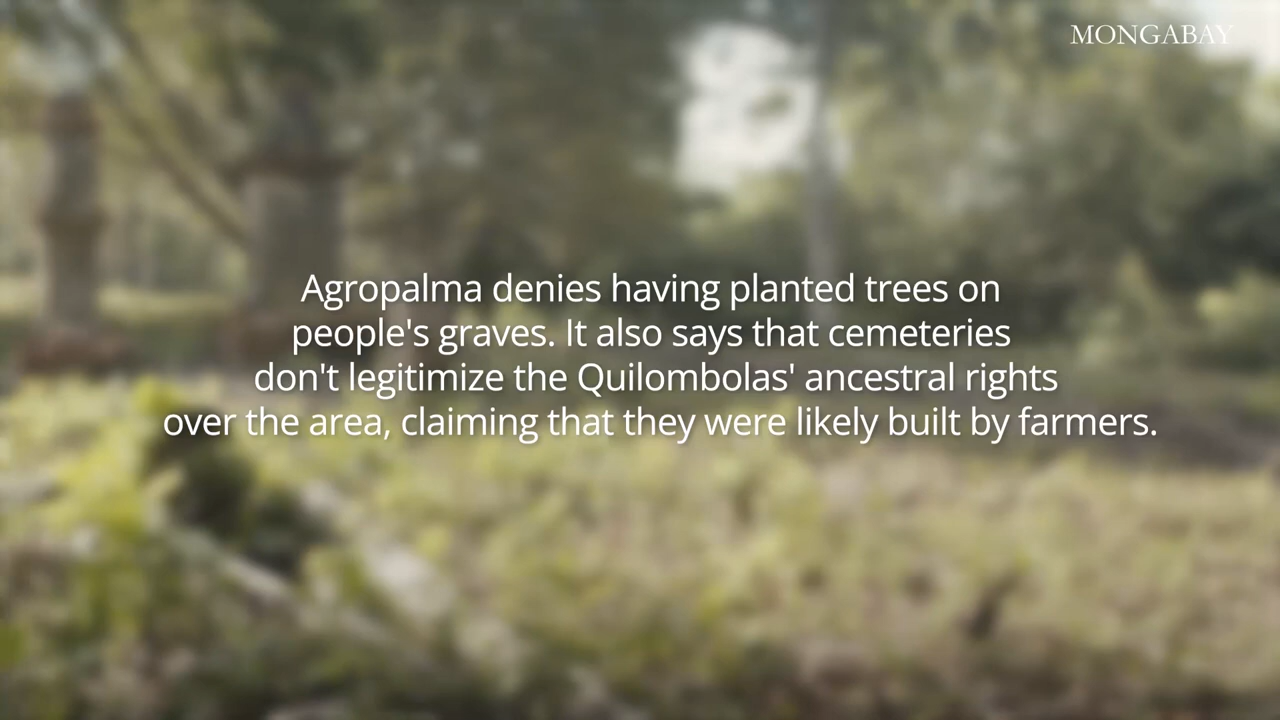 MONGABAY
Agropalma denies having planted trees on
people's graves. It also says that cemeteries
don't legitimize the Quilombolas' ancestral rights
over the area, claiming that they were likely built by farmers.